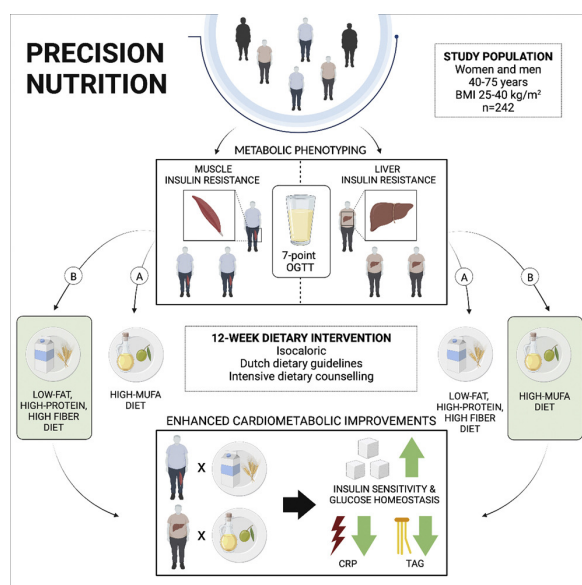 PRECISION
NUTRITION
STUDY POPULATION
Women and men
40-75 years
BMI 25-40 kg/m²
n=242
METABOLIC PHENOTYPING
MUSCLE
INSULIN RESISTANCE
LIVER
INSULIN RESISTANCE
7-point
OGTT
B
A
A
B
LOW-FAT,
HIGH-PROTEIN,
HIGH FIBER
DIET
HIGH-MUFA
DIET
12-WEEK DIETARY INTERVENTION
Isocaloric
Dutch dietary guidelines
Intensive dietary counselling
LOW-FAT,
HIGH-PROTEIN,
HIGH FIBER
DIET
HIGH-MUFA
DIET
ENHANCED CARDIOMETABOLIC IMPROVEMENTS
X
X
INSULIN SENSITIVITY &
GLUCOSE HOMEOSTASIS
CRP
TAG